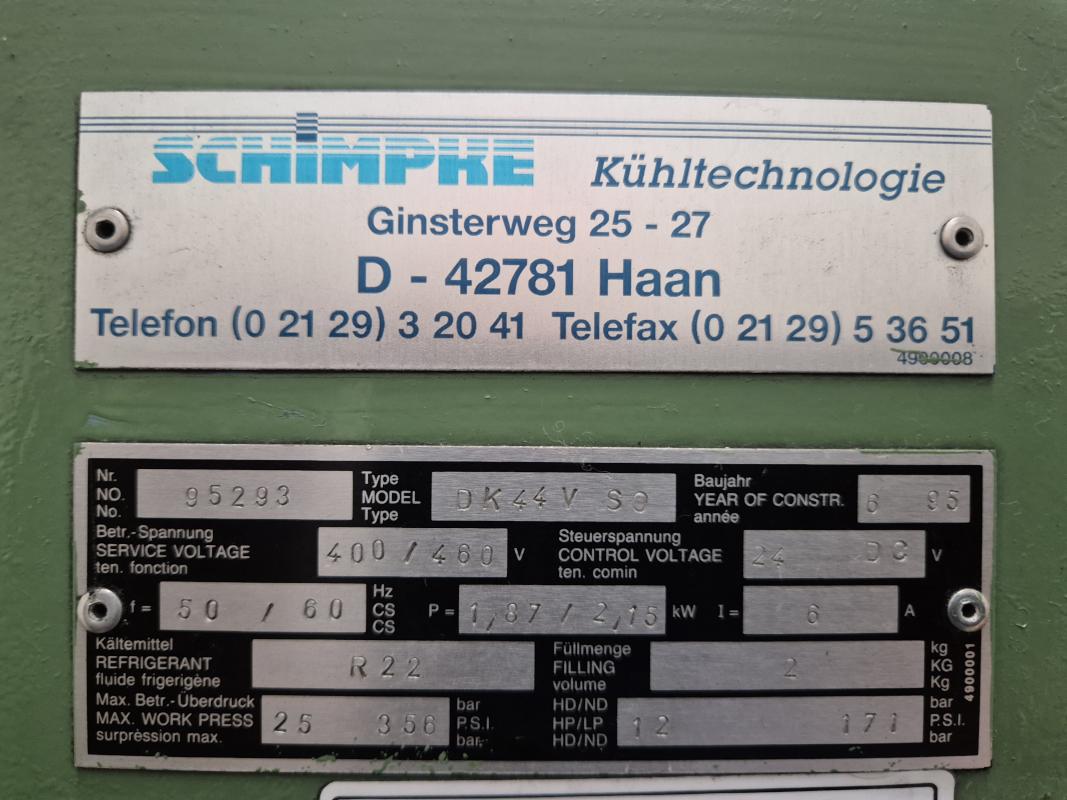 SCHIMPKE Kühltechnologie
Ginsterweg 25 - 27
D - 42781 Haan
Telefon (0 21 29) 3 20 41 Telefax (0 21 29) 5 36 51
4900008
Nr.
NO. 95293
No.
Type
MODEL DK44V SO
Type
Baujahr
YEAR OF CONSTR. 6 95
année
Betr.-Spannung
SERVICE VOLTAGE 400 / 460 V
ten. fonction
Steuerspannung
CONTROL VOLTAGE 24 DC V
ten. comin
f = 50 / 60 Hz
CS
CS
P = 1,87 / 2,15 kW I = 6 A
Kältemittel
REFRIGERANT R22
fluide frigerigène
Füllmenge kg
FILLING 2 KG
volume Kg
Max. Betr.-Überdruck bar
MAX. WORK PRESS 25 356 P.S.I.
surprèssion max. bar
HD/ND bar
HP/LP 12 171 P.S.I.
HD/ND bar
4900001